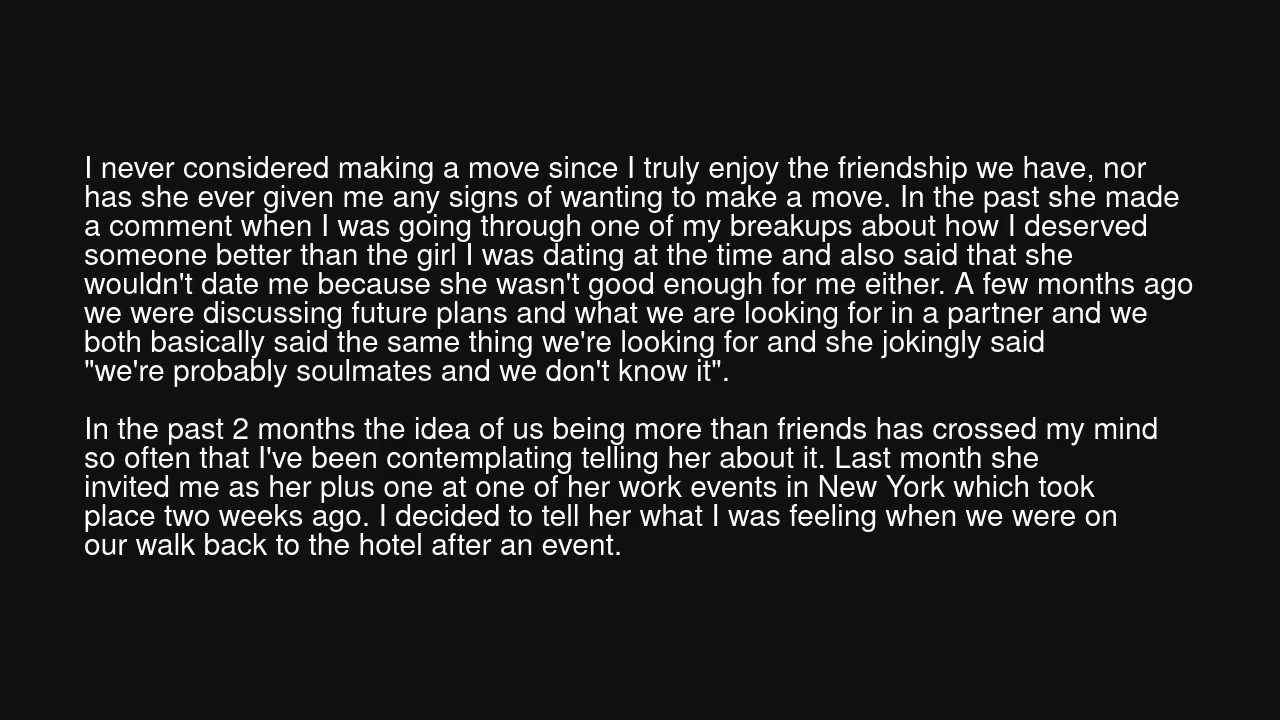 I never considered making a move since I truly enjoy the friendship we have, nor
has she ever given me any signs of wanting to make a move. In the past she made
a comment when I was going through one of my breakups about how I deserved
someone better than the girl I was dating at the time and also said that she
wouldn't date me because she wasn't good enough for me either. A few months ago
we were discussing future plans and what we are looking for in a partner and we
both basically said the same thing we're looking for and she jokingly said
"we're probably soulmates and we don't know it".
In the past 2 months the idea of us being more than friends has crossed my mind
so often that I've been contemplating telling her about it. Last month she
invited me as her plus one at one of her work events in New York which took
place two weeks ago. I decided to tell her what I was feeling when we were on
our walk back to the hotel after an event.